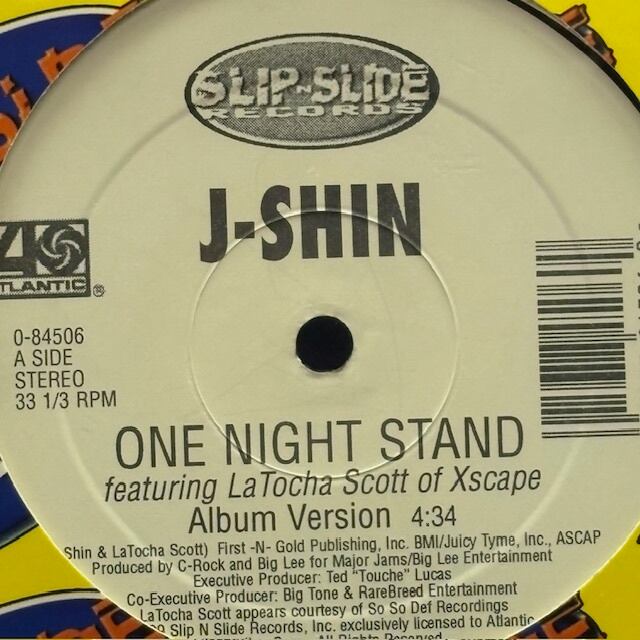 SLIP-N-SLIDE
RECORDS
J-SHIN
ATLANTIC®
0-84506
A SIDE
STEREO
33 1/3 RPM
ONE NIGHT STAND
featuring LaTocha Scott of Xscape
Album Version 4:34
Shin & LaTocha Scott) First -N- Gold Publishing, Inc. BMI/Juicy Tyme, Inc., ASCAP
Produced by C-Rock and Big Lee for Major Jams/Big Lee Entertainment
Executive Producer: Ted "Touche" Lucas
Co-Executive Producer: Big Tone & RareBreed Entertainment
LaTocha Scott appears courtesy of So So Def Recordings
Slip N Slide Records, Inc. exclusively licensed to Atlantic
All Rights Reserved